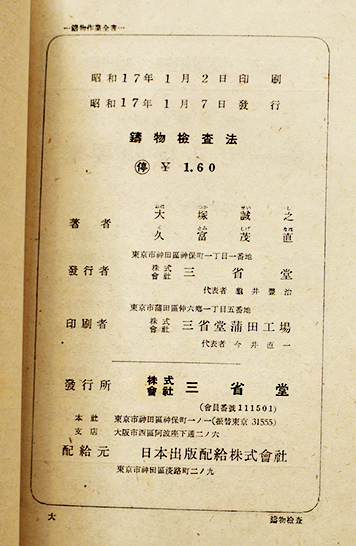 —鑄物作業全書—
昭和17年1月2日印刷
昭和17年1月7日發行
鑄物檢査法
停 ¥ 1.60
著者 大塚誠之
久富茂直
東京市神田區神保町一丁目一番地
發行者 株式會社 三省堂
代表者 龜井豐治
東京市蒲田區仲六郷一丁目五番地
印刷者 株式會社 三省堂蒲田工場
代表者 今井直一
發行所 株式會社 三省堂
(會員番號111501)
本社 東京市神田區神保町一ノ一(振替東京 31555)
支店 大阪市西區阿波座下通二ノ六
配給元 日本出版配給株式會社
東京市神田區淡路町二ノ九
大 鑄物檢査